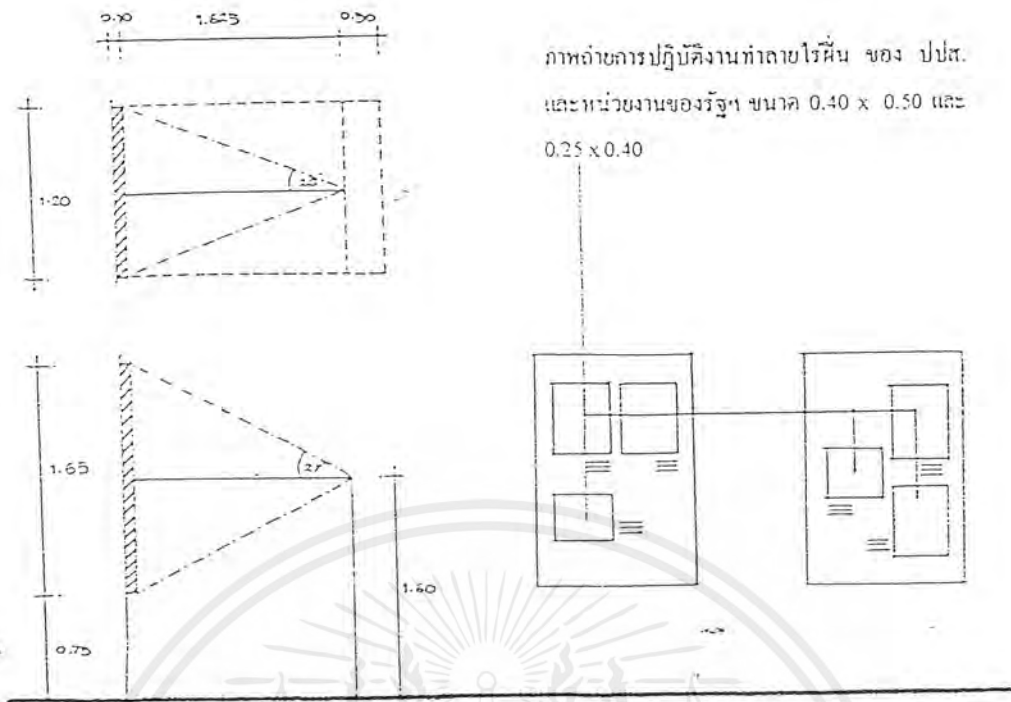 0.10 1.623 0.50
ภาพถ่ายการปฏิบัติงานทำลายไร่ฝิ่น ของ ปปส.
และหน่วยงานของรัฐฯ ขนาด 0.40 x 0.50 และ
0.25 x 0.40
1.20
1.65
1.60
0.75